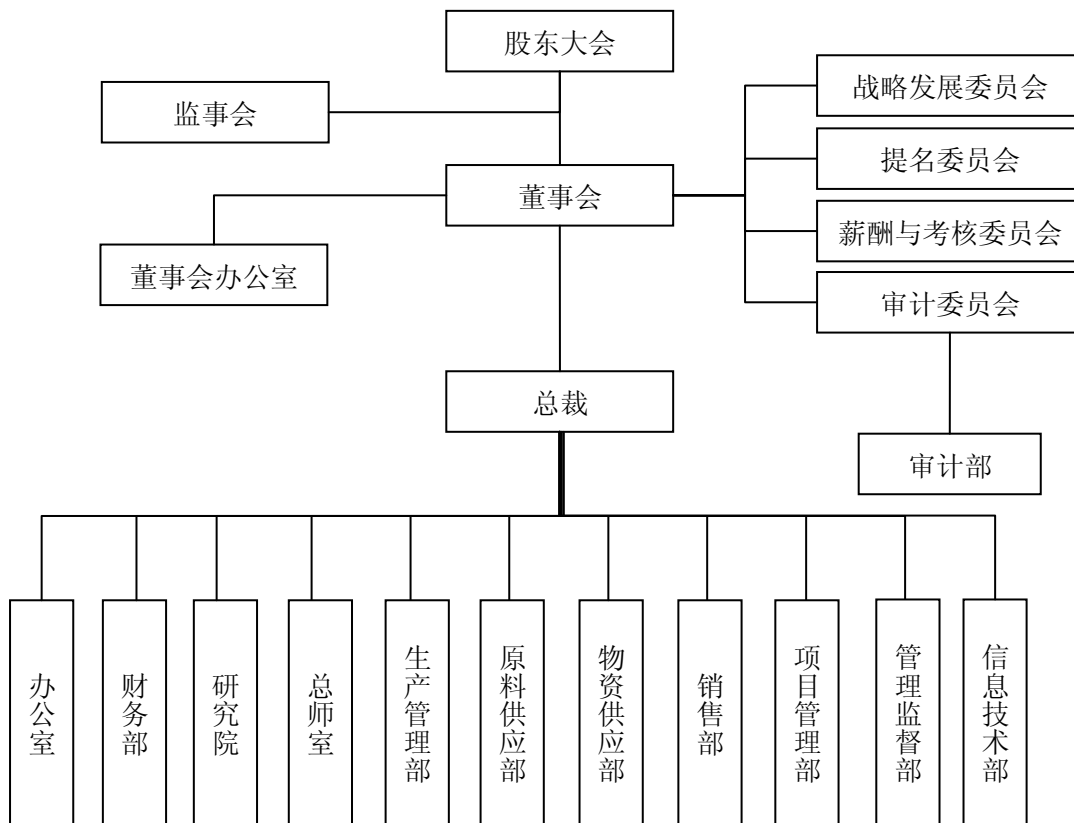 股东大会
监事会
战略发展委员会
提名委员会
董事会
薪酬与考核委员会
董事会办公室
审计委员会
总裁
审计部
办公室
财务部
研究院
总师室
生产管理部
原料供应部
物资供应部
销售部
项目管理部
管理监督部
信息技术部